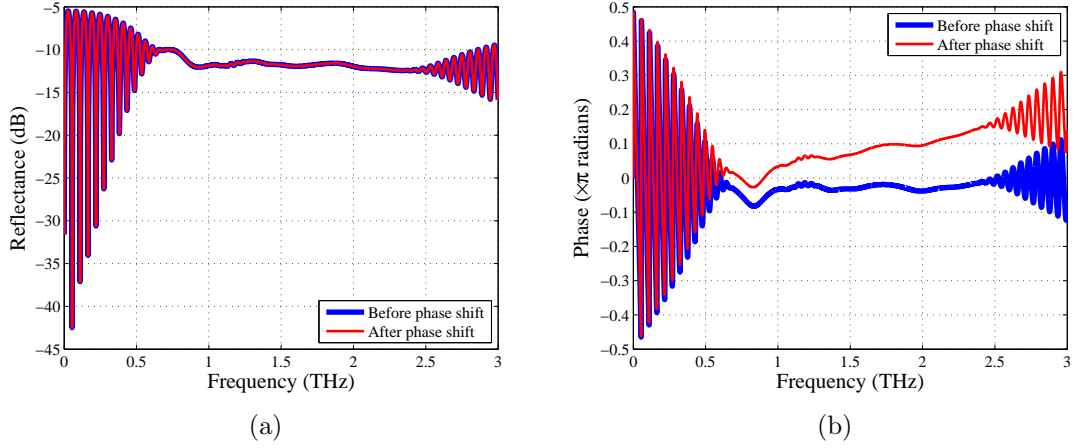 −5
−10
−15
−20
−25
−30
−35
−40
−45
Reflectance (dB)
0 0.5 1 1.5 2 2.5 3
Frequency (THz)
Before phase shift
After phase shift
(a)
0.5
0.4
0.3
0.2
0.1
0
−0.1
−0.2
−0.3
−0.4
−0.5
Phase (×π radians)
0 0.5 1 1.5 2 2.5 3
Frequency (THz)
Before phase shift
After phase shift
(b)